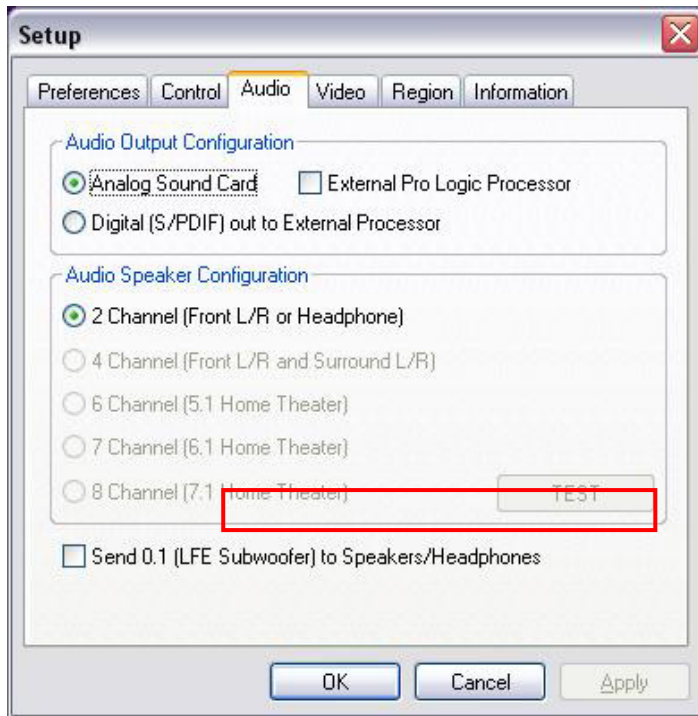 Setup
Preferences Control Audio Video Region Information
Audio Output Configuration
Analog Sound Card External Pro Logic Processor
Digital (S/PDIF) out to External Processor
Audio Speaker Configuration
2 Channel (Front L/R or Headphone)
4 Channel (Front L/R and Surround L/R)
6 Channel (5.1 Home Theater)
7 Channel (6.1 Home Theater)
8 Channel (7.1 Home Theater) TEST
Send 0.1 (LFE Subwoofer) to Speakers/Headphones
OK Cancel Apply